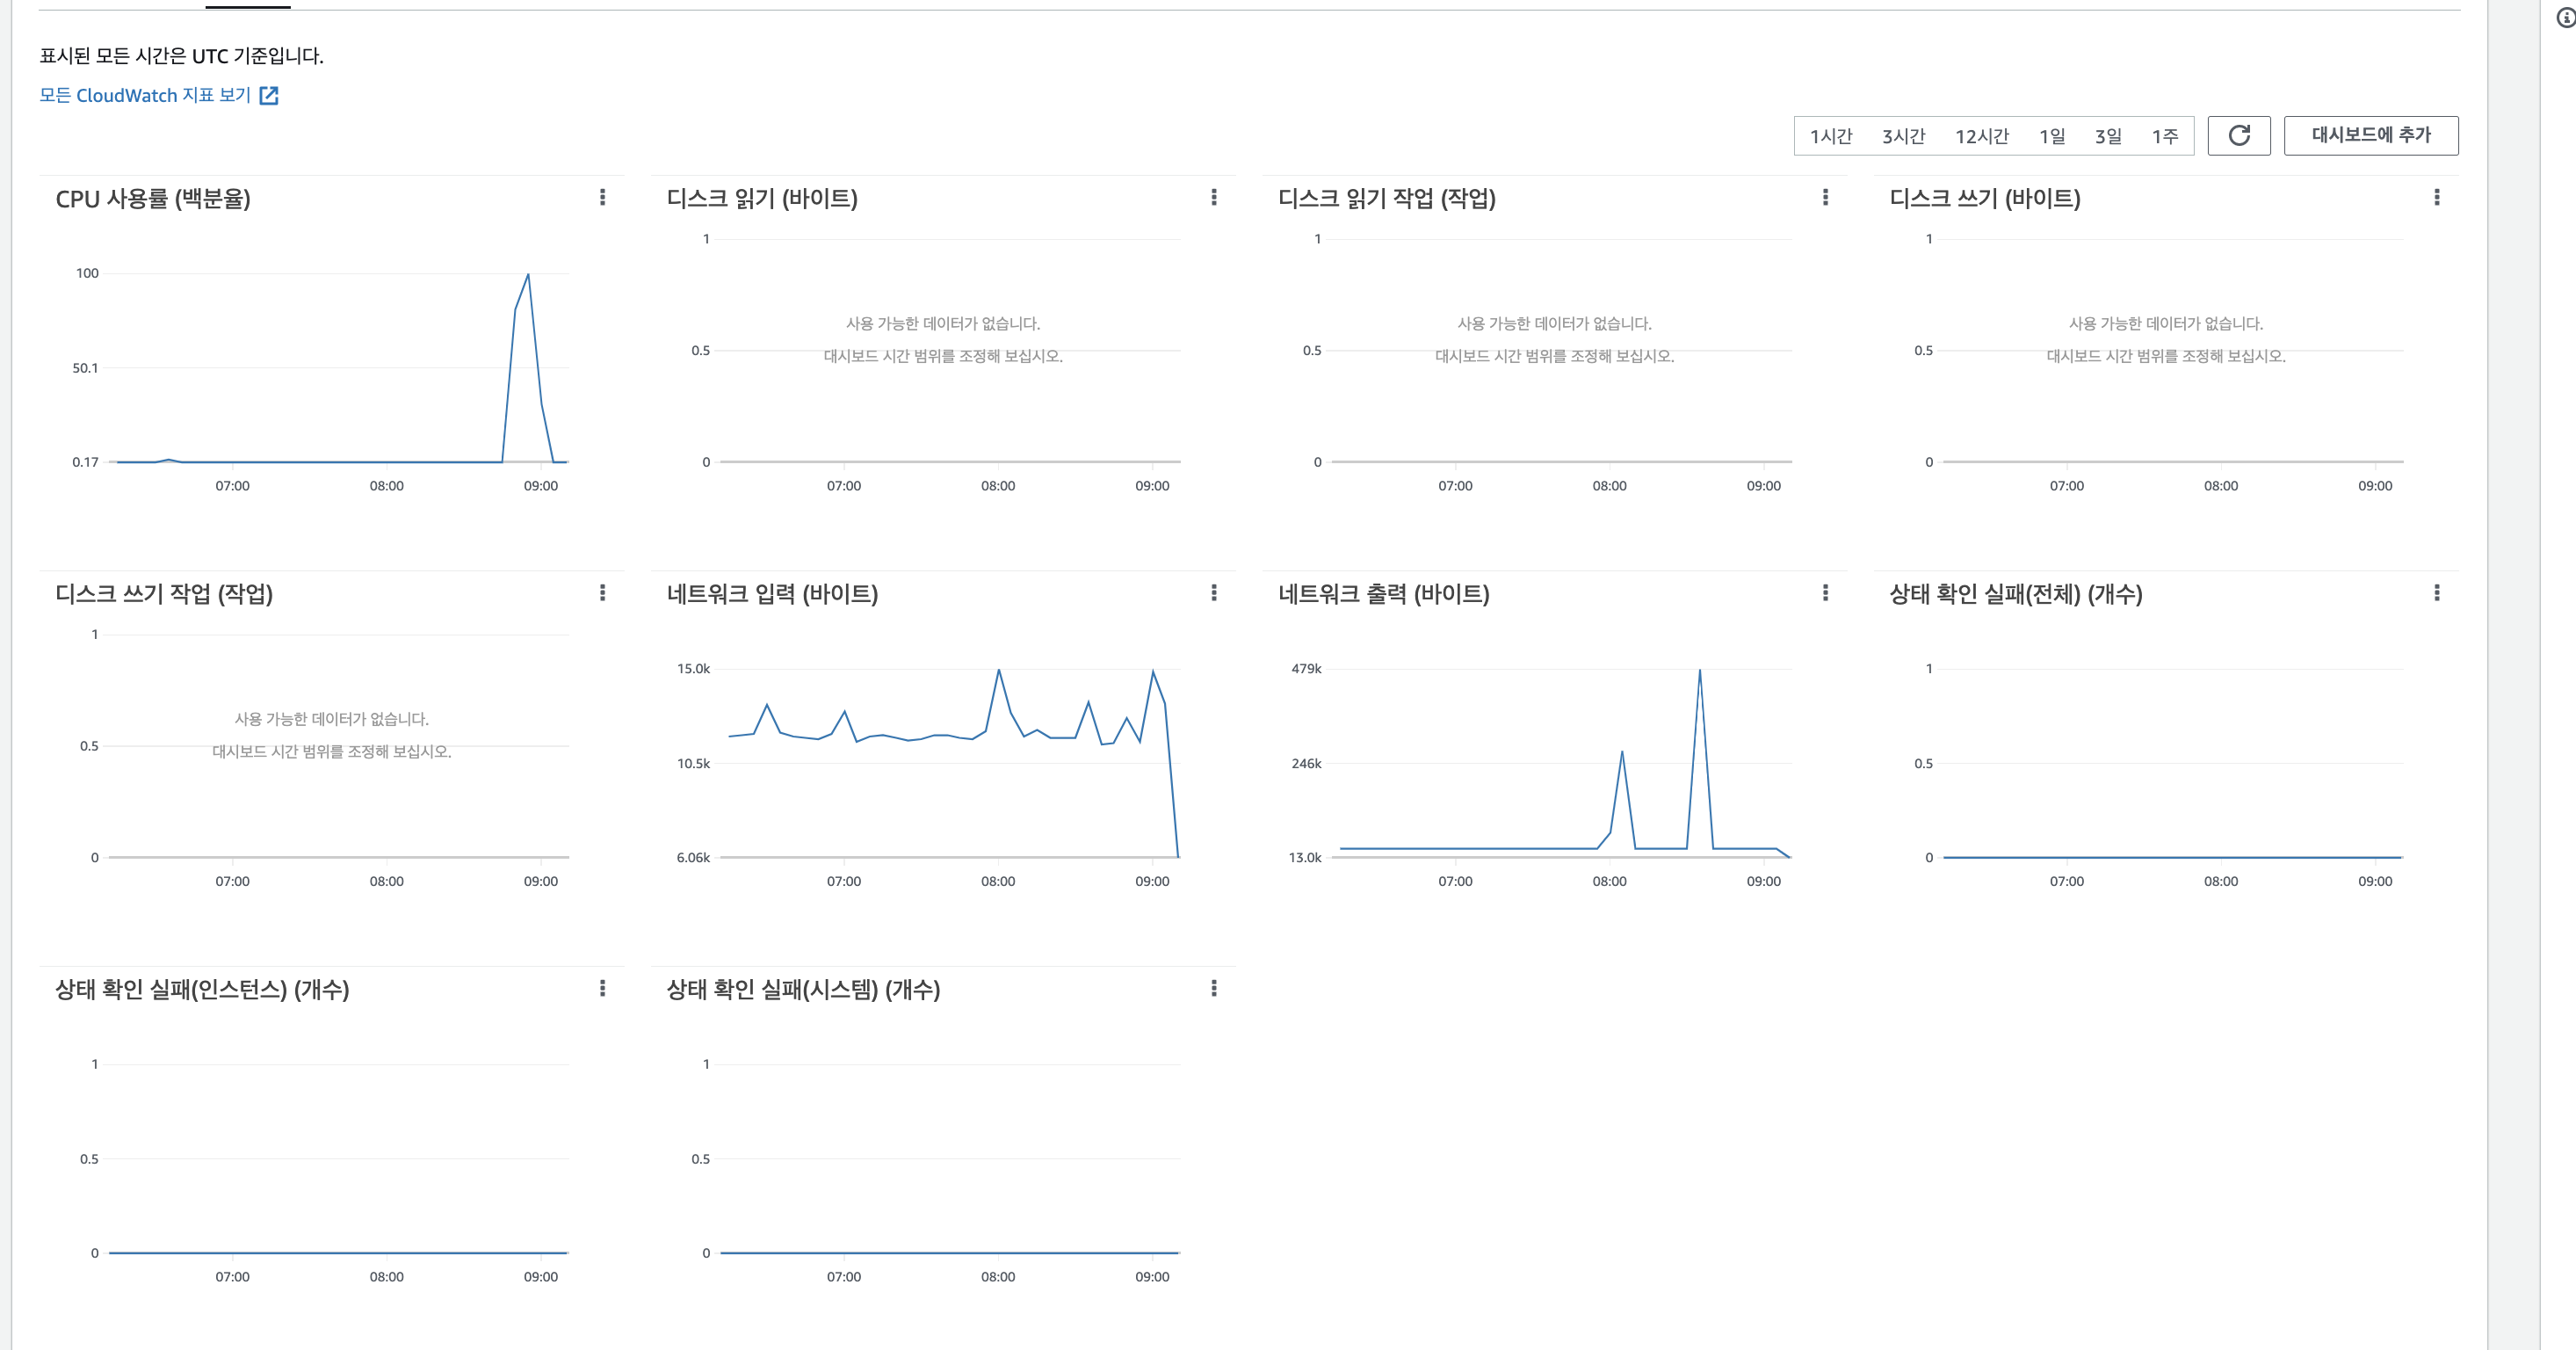 표시된 모든 시간은 UTC 기준입니다.
모든 CloudWatch 지표 보기
1시간 3시간 12시간 1일 3일 1주 대시보드에 추가
CPU 사용률 (백분율)
100
50.1
0.17
07:00 08:00 09:00
디스크 읽기 (바이트)
1
사용 가능한 데이터가 없습니다.
0.5
대시보드 시간 범위를 조정해 보십시오.
0
07:00 08:00 09:00
디스크 읽기 작업 (작업)
1
사용 가능한 데이터가 없습니다.
0.5
대시보드 시간 범위를 조정해 보십시오.
0
07:00 08:00 09:00
디스크 쓰기 (바이트)
1
사용 가능한 데이터가 없습니다.
0.5
대시보드 시간 범위를 조정해 보십시오.
0
07:00 08:00 09:00
디스크 쓰기 작업 (작업)
1
사용 가능한 데이터가 없습니다.
0.5
대시보드 시간 범위를 조정해 보십시오.
0
07:00 08:00 09:00
네트워크 입력 (바이트)
15.0k
10.5k
6.06k
07:00 08:00 09:00
네트워크 출력 (바이트)
479k
246k
13.0k
07:00 08:00 09:00
상태 확인 실패(전체) (개수)
1
0.5
0
07:00 08:00 09:00
상태 확인 실패(인스턴스) (개수)
1
0.5
0
07:00 08:00 09:00
상태 확인 실패(시스템) (개수)
1
0.5
0
07:00 08:00 09:00